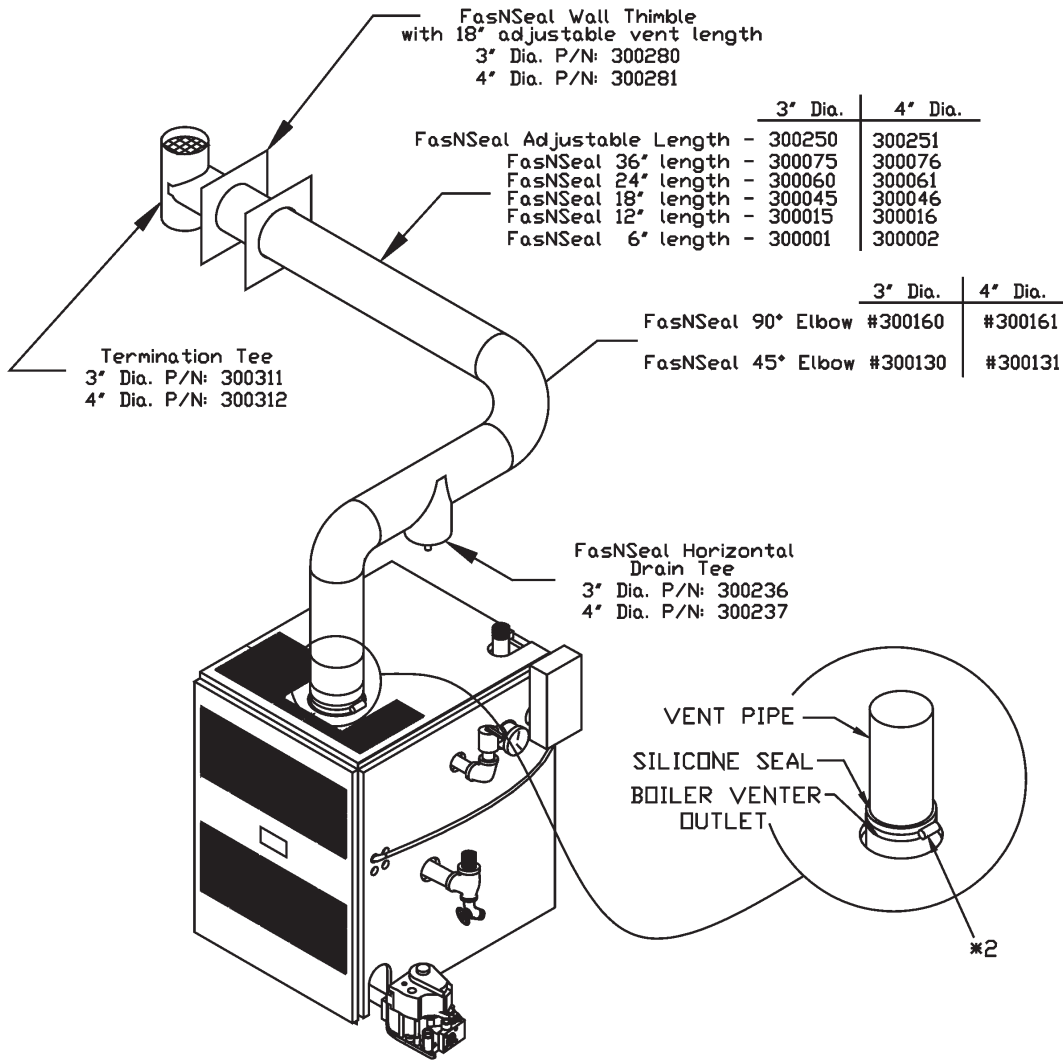 FasNSeal Wall Thimble
with 18" adjustable vent length
3" Dia. P/N: 300280
4" Dia. P/N: 300281
3" Dia. 4" Dia.
FasNSeal Adjustable Length - 300250 300251
FasNSeal 36" length - 300075 300076
FasNSeal 24" length - 300060 300061
FasNSeal 18" length - 300045 300046
FasNSeal 12" length - 300015 300016
FasNSeal 6" length - 300001 300002
3" Dia. 4" Dia.
FasNSeal 90° Elbow #300160 #300161
FasNSeal 45° Elbow #300130 #300131
Termination Tee
3" Dia. P/N: 300311
4" Dia. P/N: 300312
FasNSeal Horizontal
Drain Tee
3" Dia. P/N: 300236
4" Dia. P/N: 300237
VENT PIPE
SILICONE SEAL
BOILER VENTER
OUTLET
*2